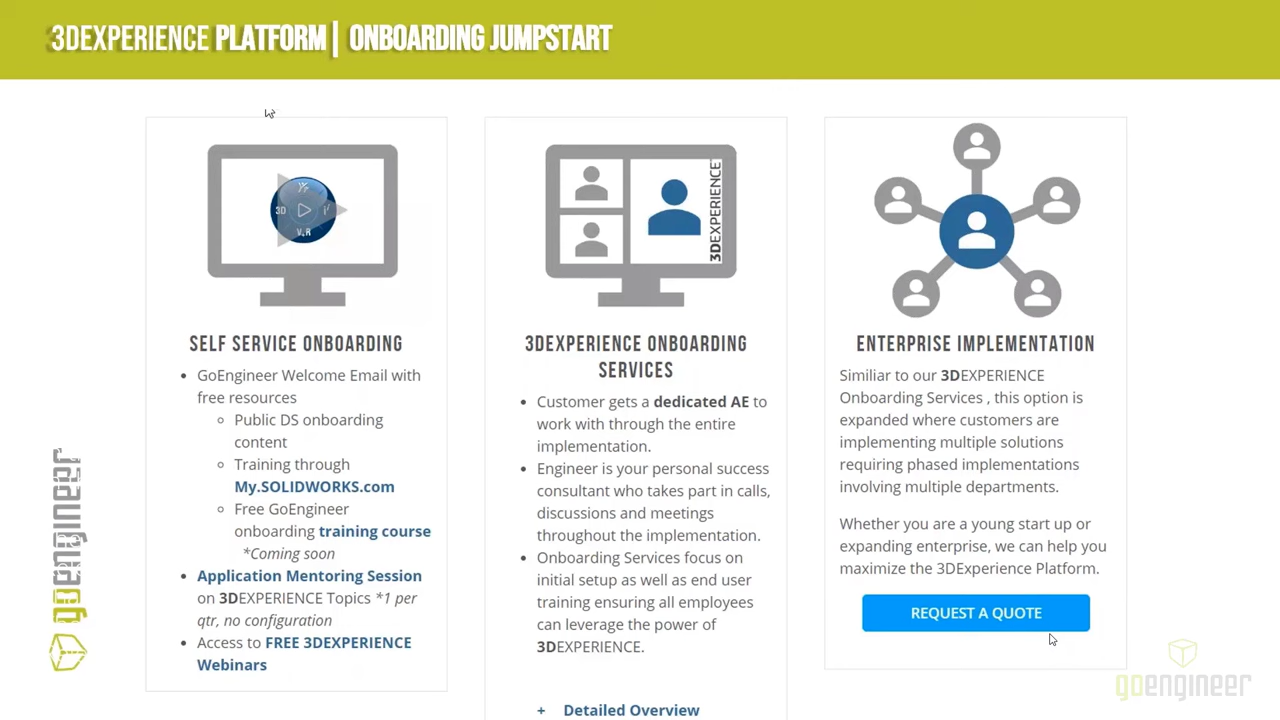 3DEXPERIENCE PLATFORM| ONBOARDING JUMPSTART
3D
V.R
3DEXPERIENCE
SELF SERVICE ONBOARDING
• GoEngineer Welcome Email with
free resources
○ Public DS onboarding
content
○ Training through
My.SOLIDWORKS.com
○ Free GoEngineer
onboarding training course
*Coming soon
• Application Mentoring Session
on 3DEXPERIENCE Topics *1 per
qtr, no configuration
• Access to FREE 3DEXPERIENCE
Webinars
3DEXPERIENCE ONBOARDING
SERVICES
• Customer gets a dedicated AE to
work with through the entire
implementation.
• Engineer is your personal success
consultant who takes part in calls,
discussions and meetings
throughout the implementation.
• Onboarding Services focus on
initial setup as well as end user
training ensuring all employees
can leverage the power of
3DEXPERIENCE.
+ Detailed Overview
ENTERPRISE IMPLEMENTATION
Similiar to our 3DEXPERIENCE
Onboarding Services , this option is
expanded where customers are
implementing multiple solutions
requiring phased implementations
involving multiple departments.
Whether you are a young start up or
expanding enterprise, we can help you
maximize the 3DExperience Platform.
REQUEST A QUOTE
goengineer
goengineer